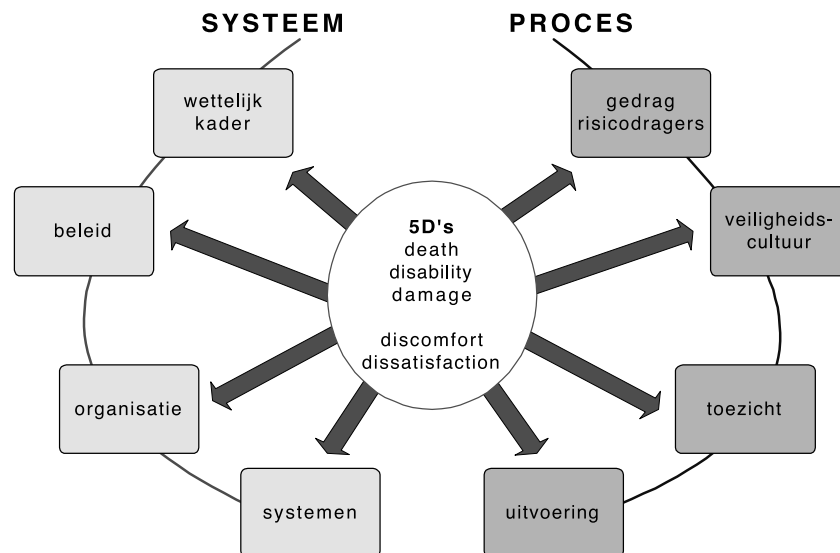 SYSTEEM
PROCES
wettelijk
kader
gedrag
risicodragers
beleid
5D's
death
disability
damage
discomfort
dissatisfaction
veiligheids-
cultuur
organisatie
toezicht
systemen
uitvoering